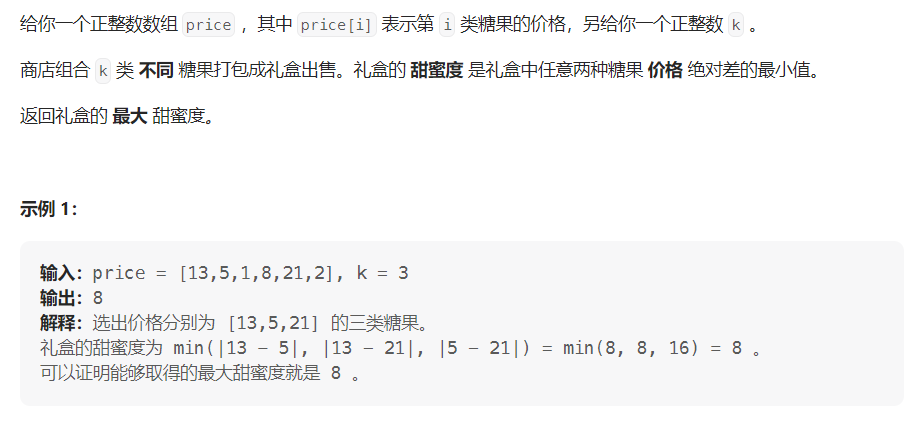 给你一个正整数数组 price ，其中 price[i] 表示第 i 类糖果的价格，另给你一个正整数 k 。
商店组合 k 类 不同 糖果打包成礼盒出售。礼盒的 甜蜜度 是礼盒中任意两种糖果 价格 绝对差的最小值。
返回礼盒的 最大 甜蜜度。
示例 1：
输入：price = [13,5,1,8,21,2], k = 3
输出：8
解释：选出价格分别为 [13,5,21] 的三类糖果。
礼盒的甜蜜度为 min(|13 - 5|, |13 - 21|, |5 - 21|) = min(8, 8, 16) = 8 。
可以证明能够取得的最大甜蜜度就是 8 。